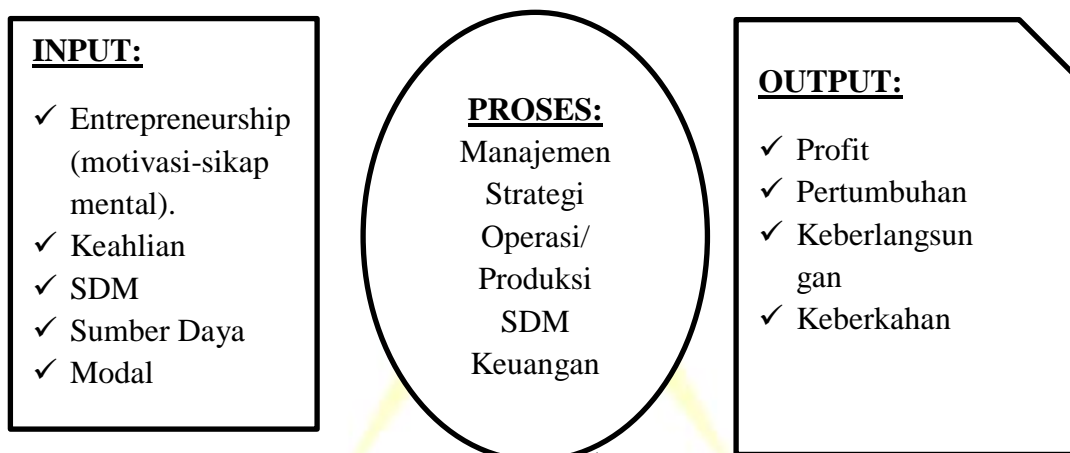 INPUT:
✓ Entrepreneurship
(motivasi-sikap
mental).
✓ Keahlian
✓ SDM
✓ Sumber Daya
✓ Modal
PROSES:
Manajemen
Strategi
Operasi/
Produksi
SDM
Keuangan
OUTPUT:
✓ Profit
✓ Pertumbuhan
✓ Keberlangsun
gan
✓ Keberkahan